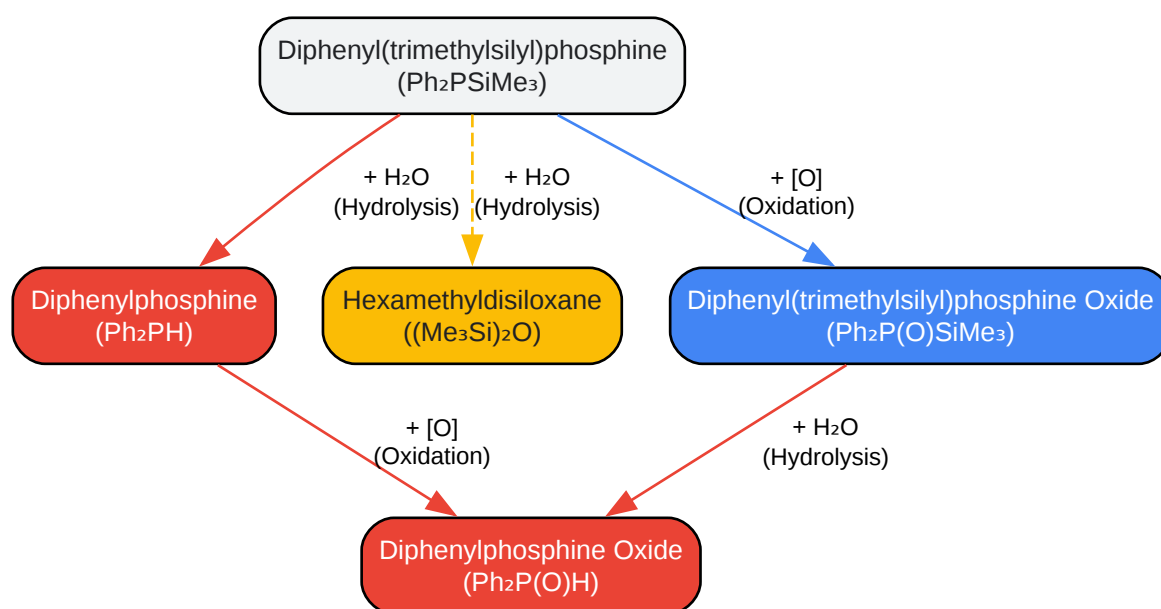 Diphenyl(trimethylsilyl)phosphine
(Ph₂PSiMe₃)
+ H₂O
(Hydrolysis)
+ H₂O
(Hydrolysis)
+ [O]
(Oxidation)
Diphenylphosphine
(Ph₂PH)
Hexamethyldisiloxane
((Me₃Si)₂O)
Diphenyl(trimethylsilyl)phosphine Oxide
(Ph₂P(O)SiMe₃)
+ [O]
(Oxidation)
+ H₂O
(Hydrolysis)
Diphenylphosphine Oxide
(Ph₂P(O)H)